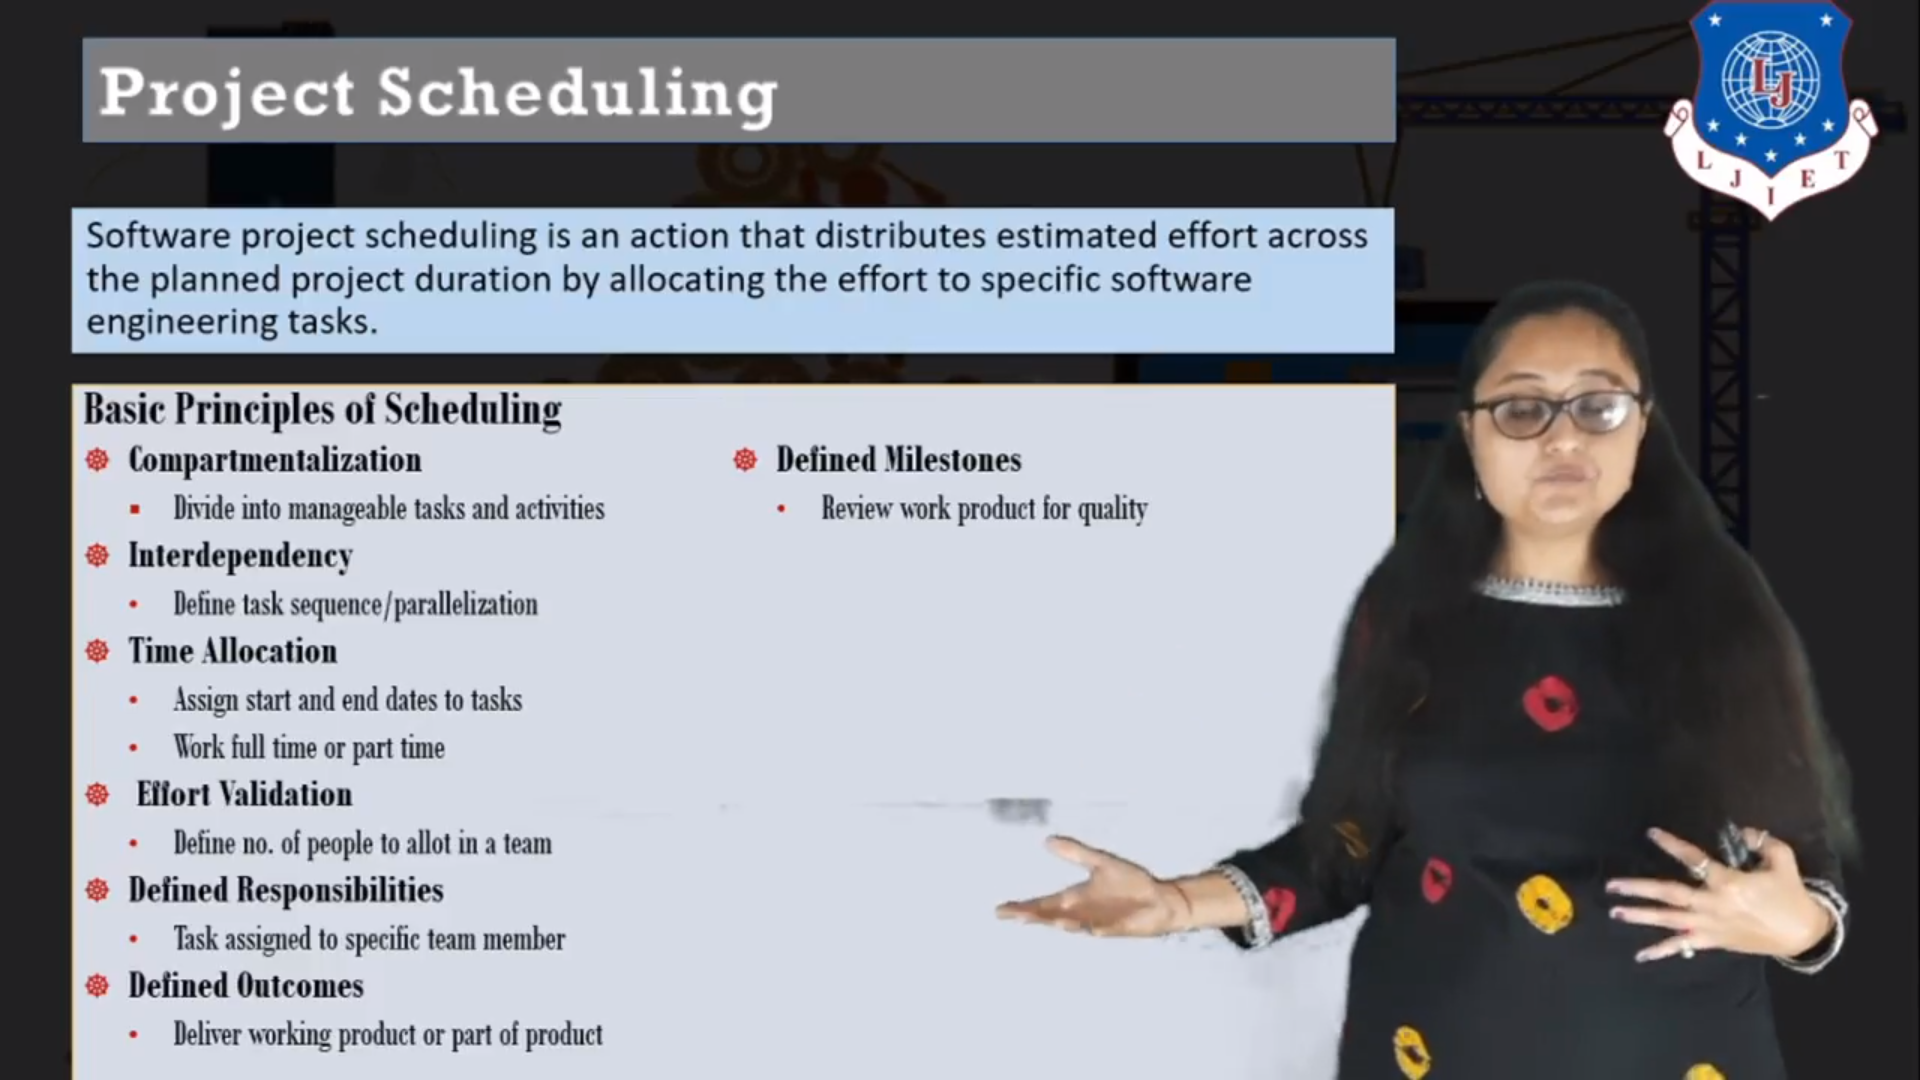 Project Scheduling
LJ
L J I E T
Software project scheduling is an action that distributes estimated effort across
the planned project duration by allocating the effort to specific software
engineering tasks.
Basic Principles of Scheduling
Compartmentalization
Divide into manageable tasks and activities
Interdependency
Define task sequence/parallelization
Time Allocation
Assign start and end dates to tasks
Work full time or part time
Effort Validation
Define no. of people to allot in a team
Defined Responsibilities
Task assigned to specific team member
Defined Outcomes
Deliver working product or part of product
Defined Milestones
Review work product for quality